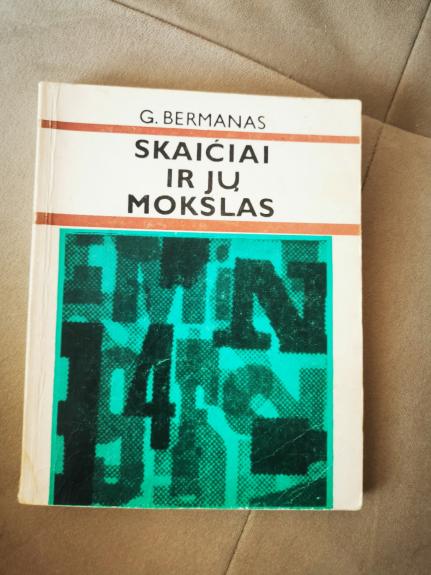 G. BERMANAS
SKAIČIAI
IR JŲ
MOKSLAS